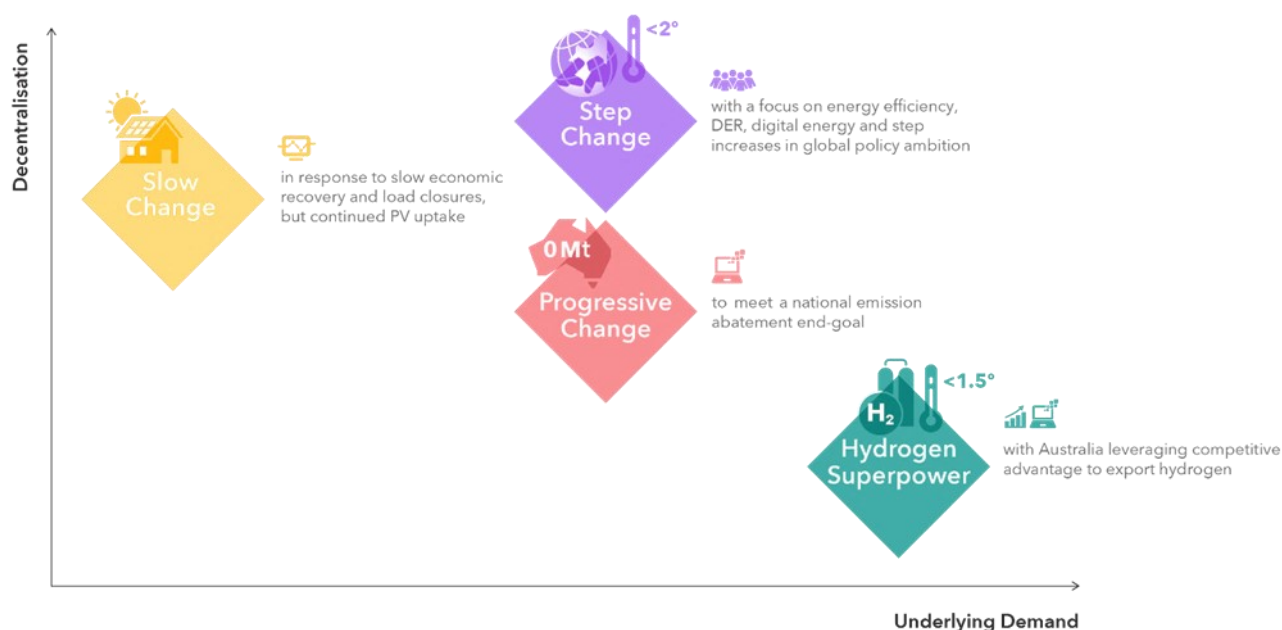 Decentralisation
<2°
Step
Change
with a focus on energy efficiency,
DER, digital energy and step
increases in global policy ambition
Slow
Change
in response to slow economic
recovery and load closures,
but continued PV uptake
0 Mt
Progressive
Change
to meet a national emission
abatement end-goal
<1.5°
H₂
Hydrogen
Superpower
with Australia leveraging competitive
advantage to export hydrogen
Underlying Demand